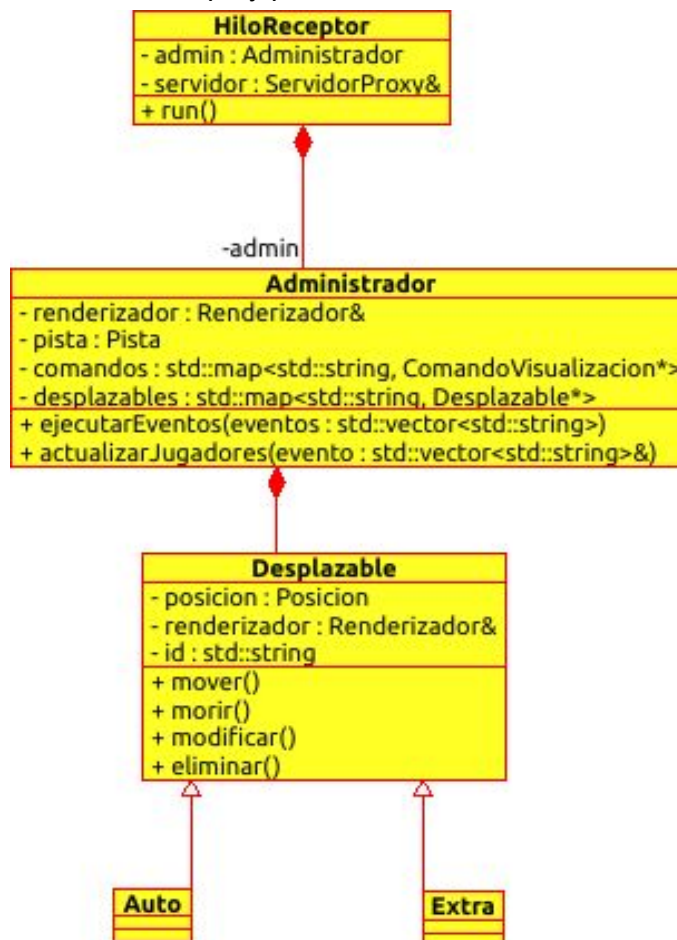 HiloReceptor
- admin : Administrador
- servidor : ServidorProxy&
+ run()
-admin
Administrador
- renderizador : Renderizador&
- pista : Pista
- comandos : std::map<std::string, ComandoVisualizacion*>
- desplazables : std::map<std::string, Desplazable*>
+ ejecutarEventos(eventos : std::vector<std::string>)
+ actualizarJugadores(evento : std::vector<std::string>&)
Desplazable
- posicion : Posicion
- renderizador : Renderizador&
- id : std::string
+ mover()
+ morir()
+ modificar()
+ eliminar()
Auto
Extra